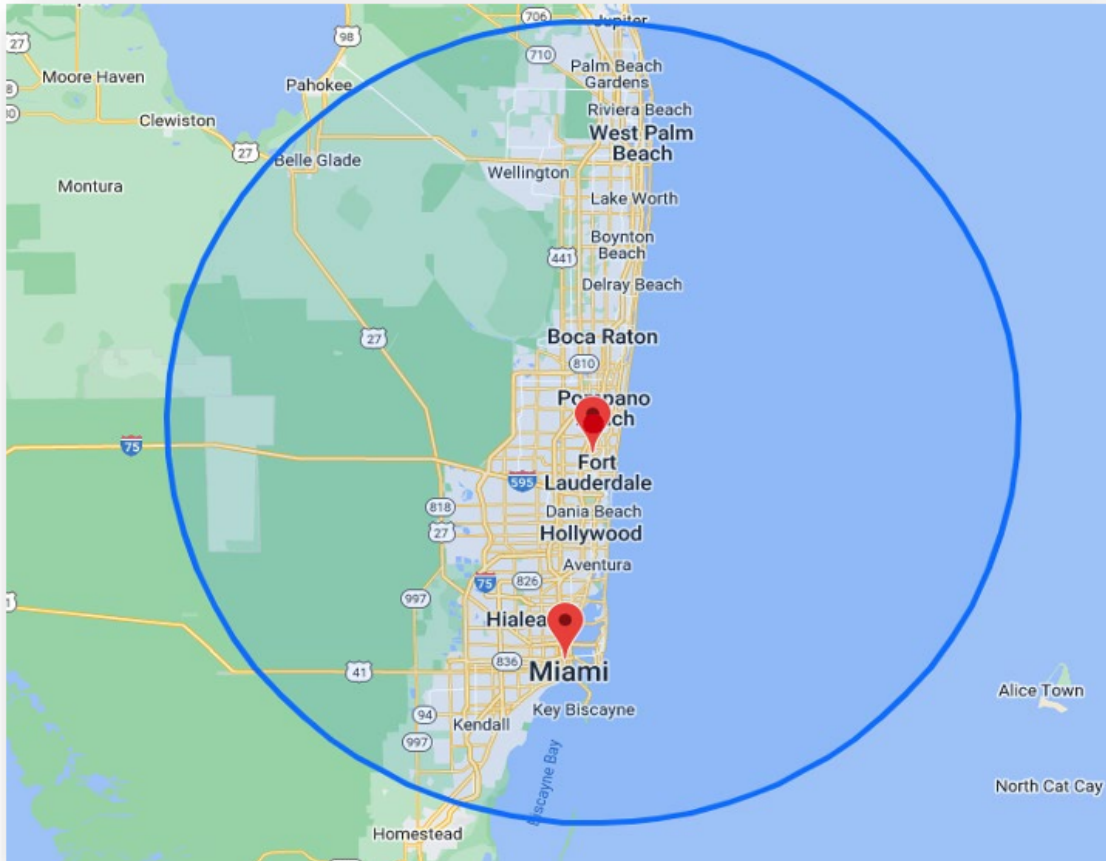 706
Jupiter
27
98
710
Palm Beach
Gardens
Moore Haven
Pahokee
Riviera Beach
Clewiston
West Palm
Beach
27
Belle Glade
Wellington
Montura
Lake Worth
Boynton
Beach
441
Delray Beach
27
Boca Raton
810
Pompano
75
Fort
Lauderdale
595
818
Dania Beach
27
Hollywood
Aventura
75
826
997
Hialea
836
Miami
41
Alice Town
Key Biscayne
94
Kendall
997
Biscayne Bay
North Cat Cay
Homestead